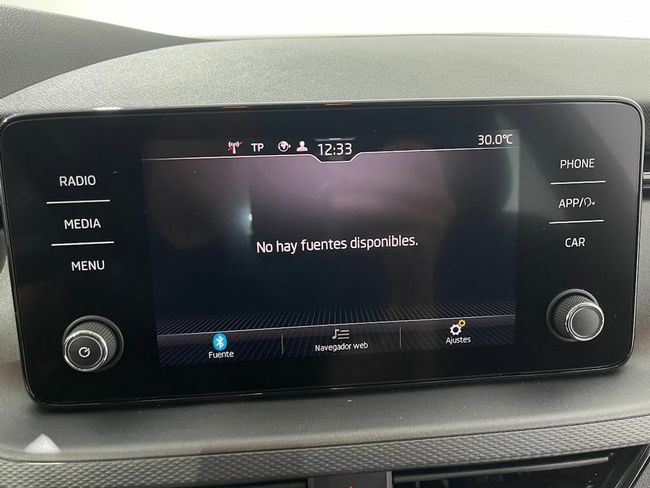 TP 12:33 30.0°C
RADIO
MEDIA
MENU
PHONE
APP/
CAR
No hay fuentes disponibles.
Fuente
Navegador web
Ajustes